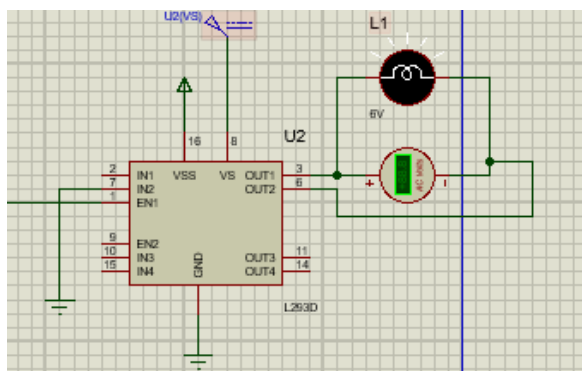 U2(VS)
L1
6V
U2
16
8
2
IN1
VSS
VS
OUT1
3
7
IN2
OUT2
6
1
EN1
+
-
9
EN2
10
IN3
GND
OUT3
11
15
IN4
OUT4
14
L293D